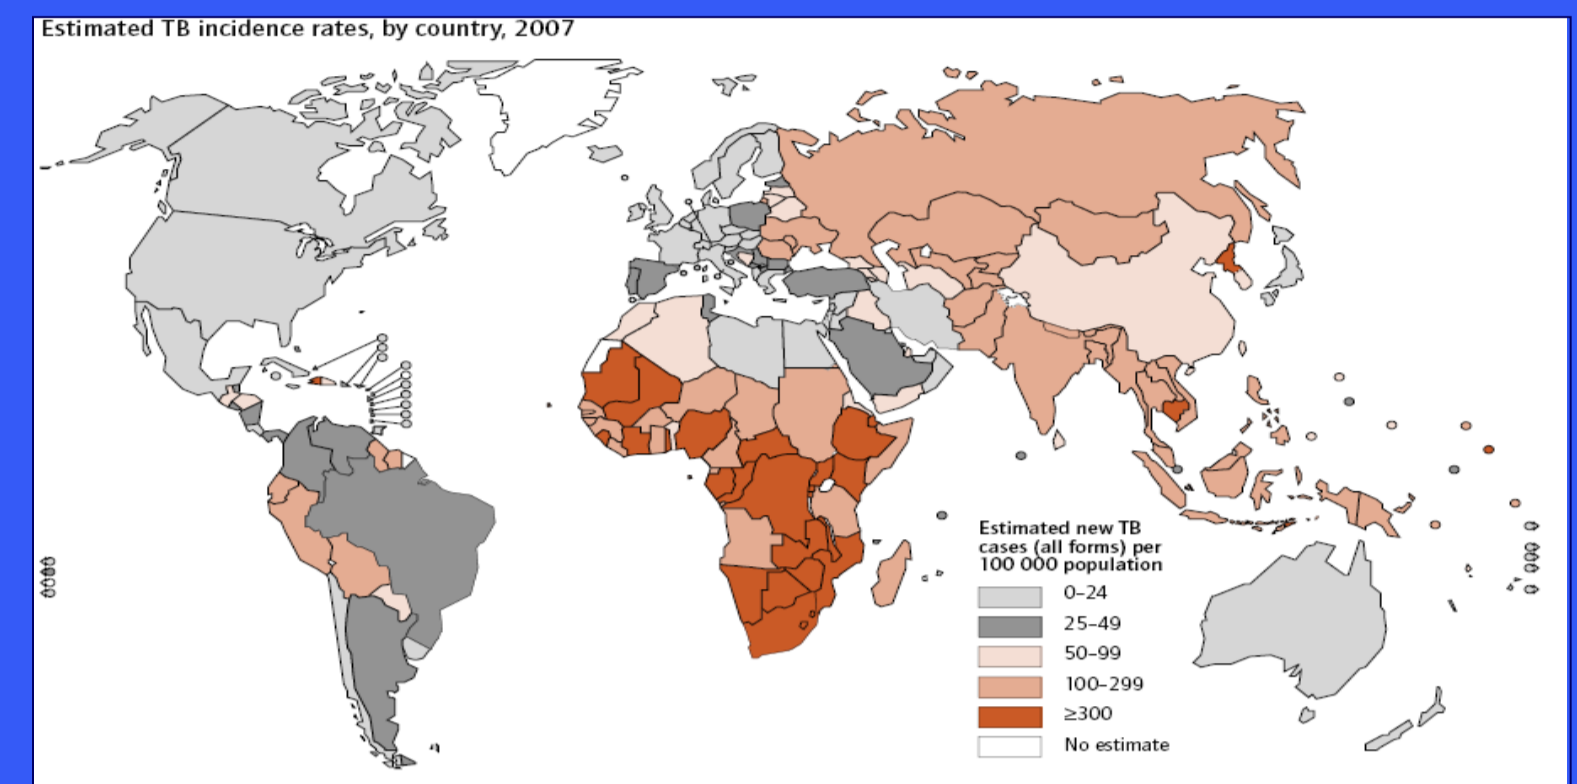 Estimated TB incidence rates, by country, 2007
Estimated new TB
cases (all forms) per
100 000 population
0–24
25–49
50–99
100–299
≥300
No estimate